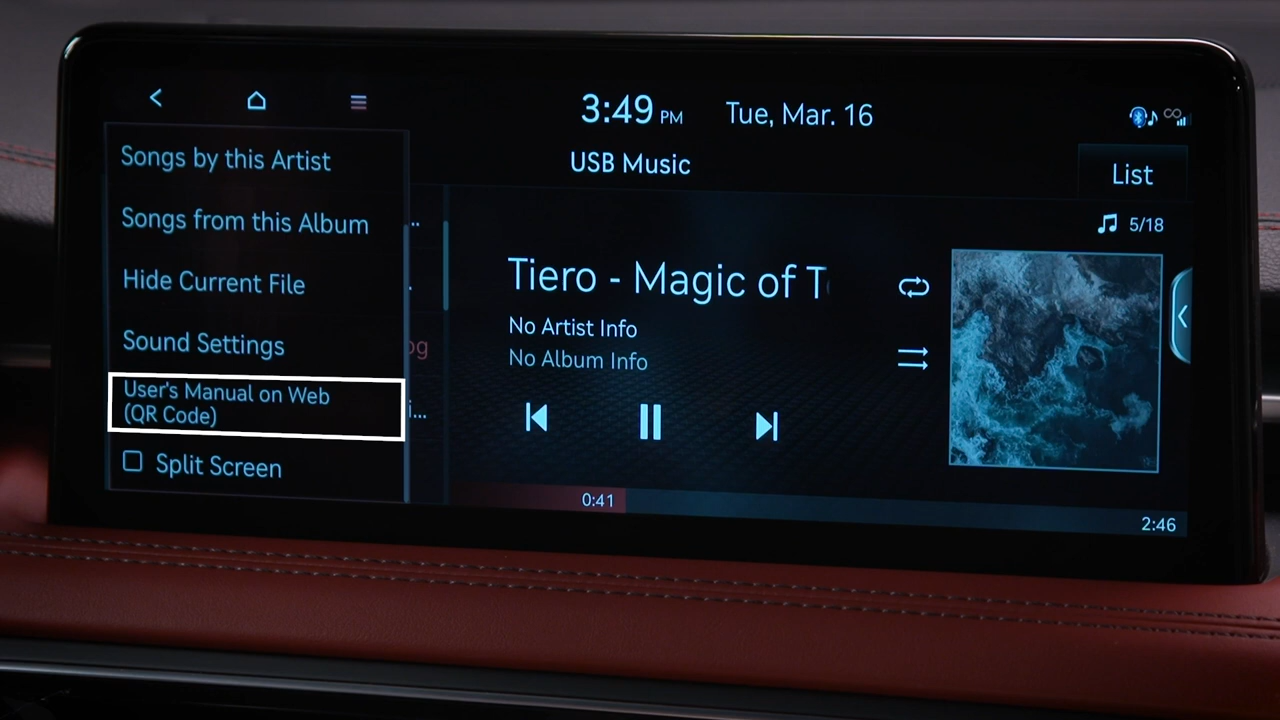 3:49 PM
Tue, Mar. 16
USB Music
List
Songs by this Artist
Songs from this Album
Hide Current File
Sound Settings
User's Manual on Web
(QR Code)
Split Screen
5/18
Tiero - Magic of
No Artist Info
No Album Info
0:41
2:46